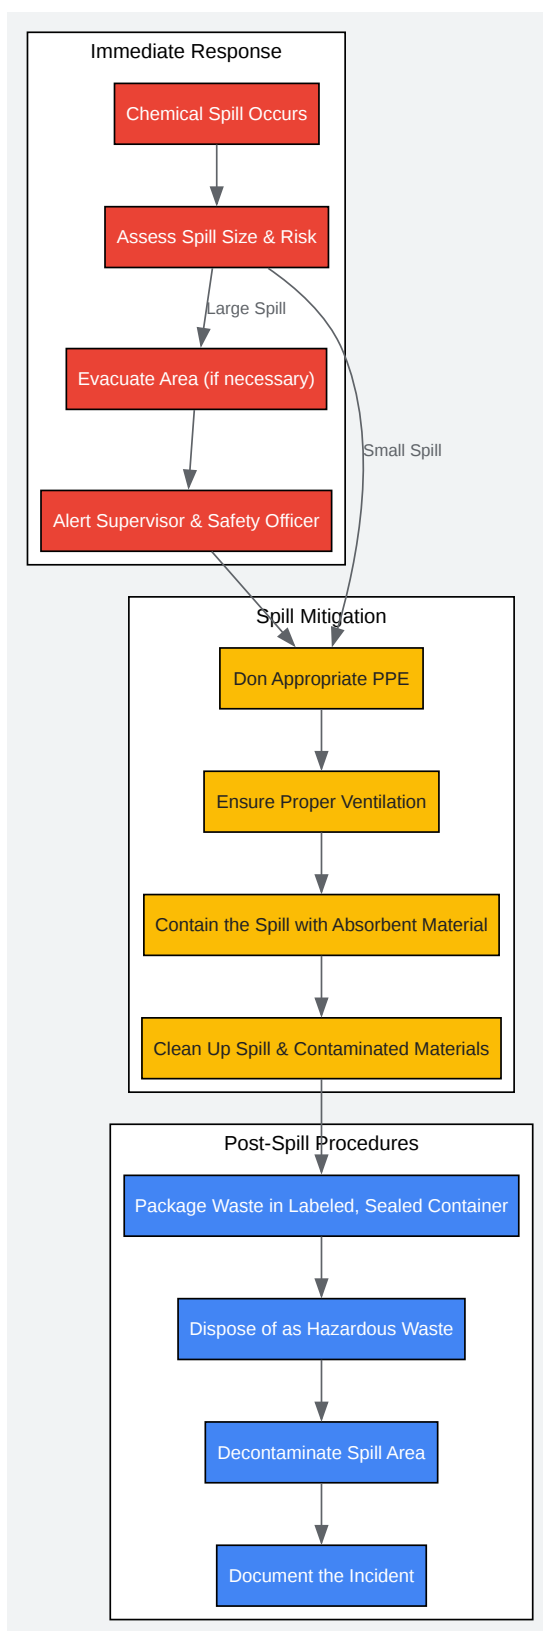 Immediate Response
Chemical Spill Occurs
Assess Spill Size & Risk
Large Spill
Evacuate Area (if necessary)
Small Spill
Alert Supervisor & Safety Officer
Spill Mitigation
Don Appropriate PPE
Ensure Proper Ventilation
Contain the Spill with Absorbent Material
Clean Up Spill & Contaminated Materials
Post-Spill Procedures
Package Waste in Labeled, Sealed Container
Dispose of as Hazardous Waste
Decontaminate Spill Area
Document the Incident